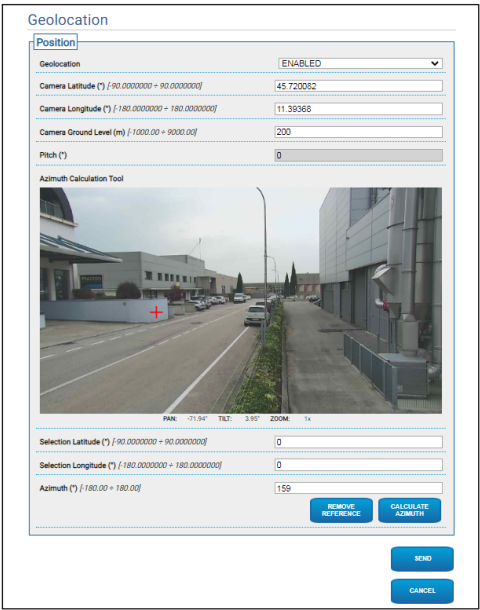 Geolocation
Position
Geolocation ENABLED
Camera Latitude (°) [-90.0000000 ÷ 90.0000000] 45.720082
Camera Longitude (°) [-180.0000000 ÷ 180.0000000] 11.39368
Camera Ground Level (m) [-1000.00 ÷ 9000.00] 200
Pitch (°) 0
Azimuth Calculation Tool
PAN: -71.94° TILT: 3.95° ZOOM: 1x
Selection Latitude (°) [-90.0000000 ÷ 90.0000000] 0
Selection Longitude (°) [-180.0000000 ÷ 180.0000000] 0
Azimuth (°) [-180.00 ÷ 180.00] 159
REMOVE CALCULATE
REFERENCE AZIMUTH
SEND
CANCEL